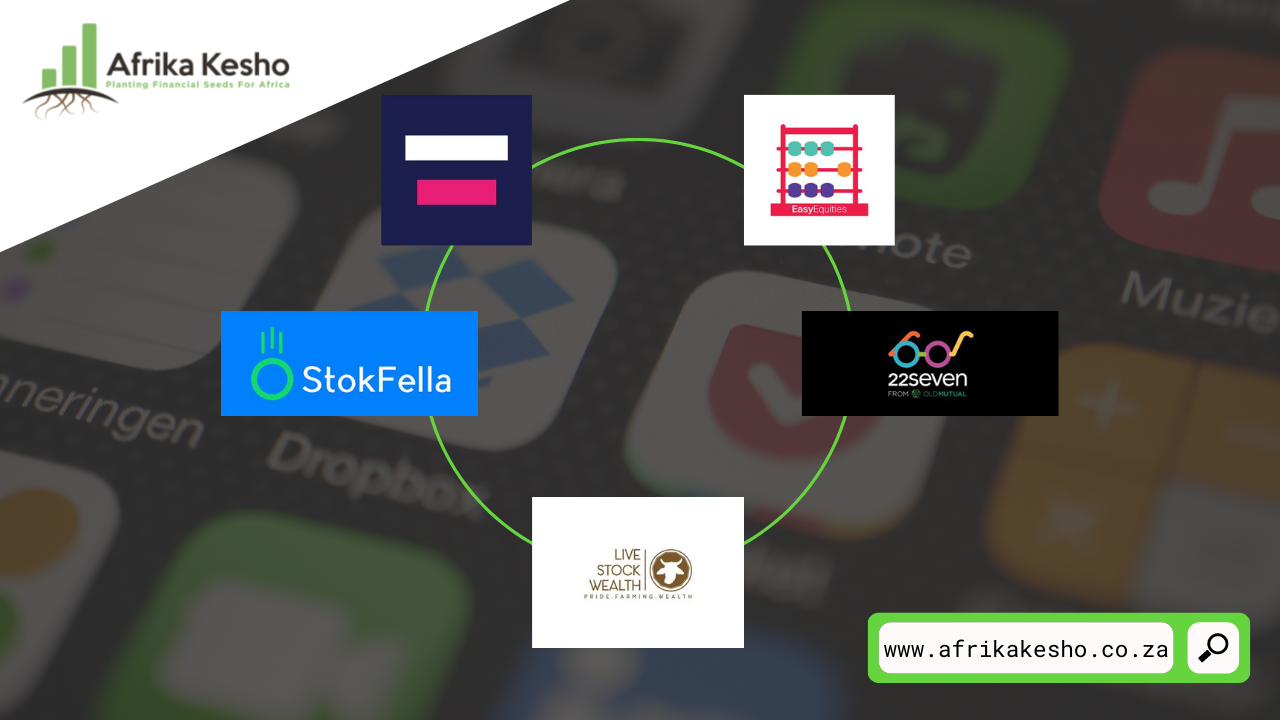 Afrika Kesho
Planting Financial Seeds For Africa
EasyEquities
note
Muzie
StokFella
22seven
FROM OLDMUTUAL
nneringen
Dropbox
LIVE
STOCK
WEALTH
PRIDE.FARMING.WEALTH
www.afrikakesho.co.za